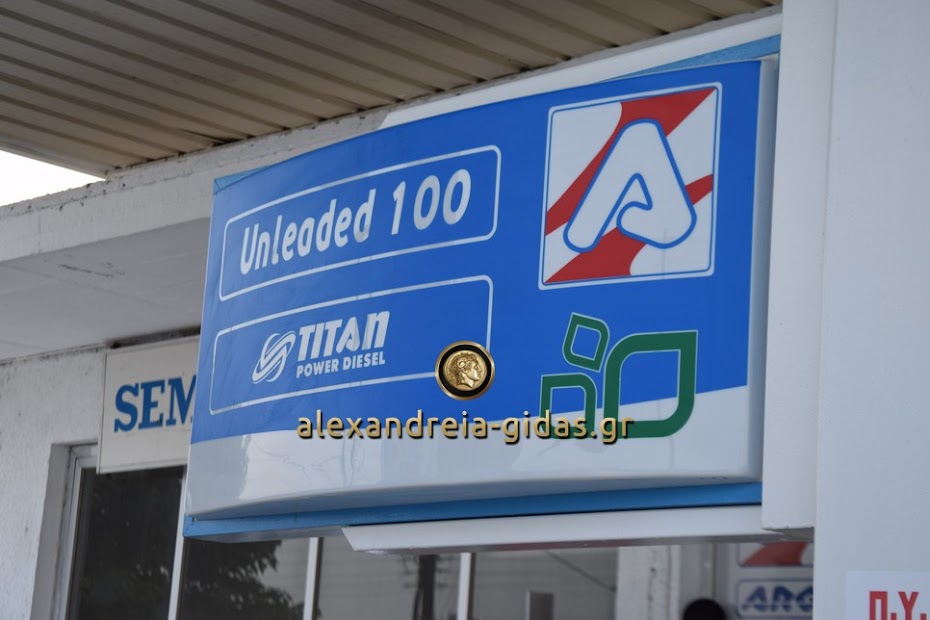 Unleaded 100
A
TITAN
POWER DIESEL
SEM
alexandreia-gidas.gr
ARG
Π.Υ.